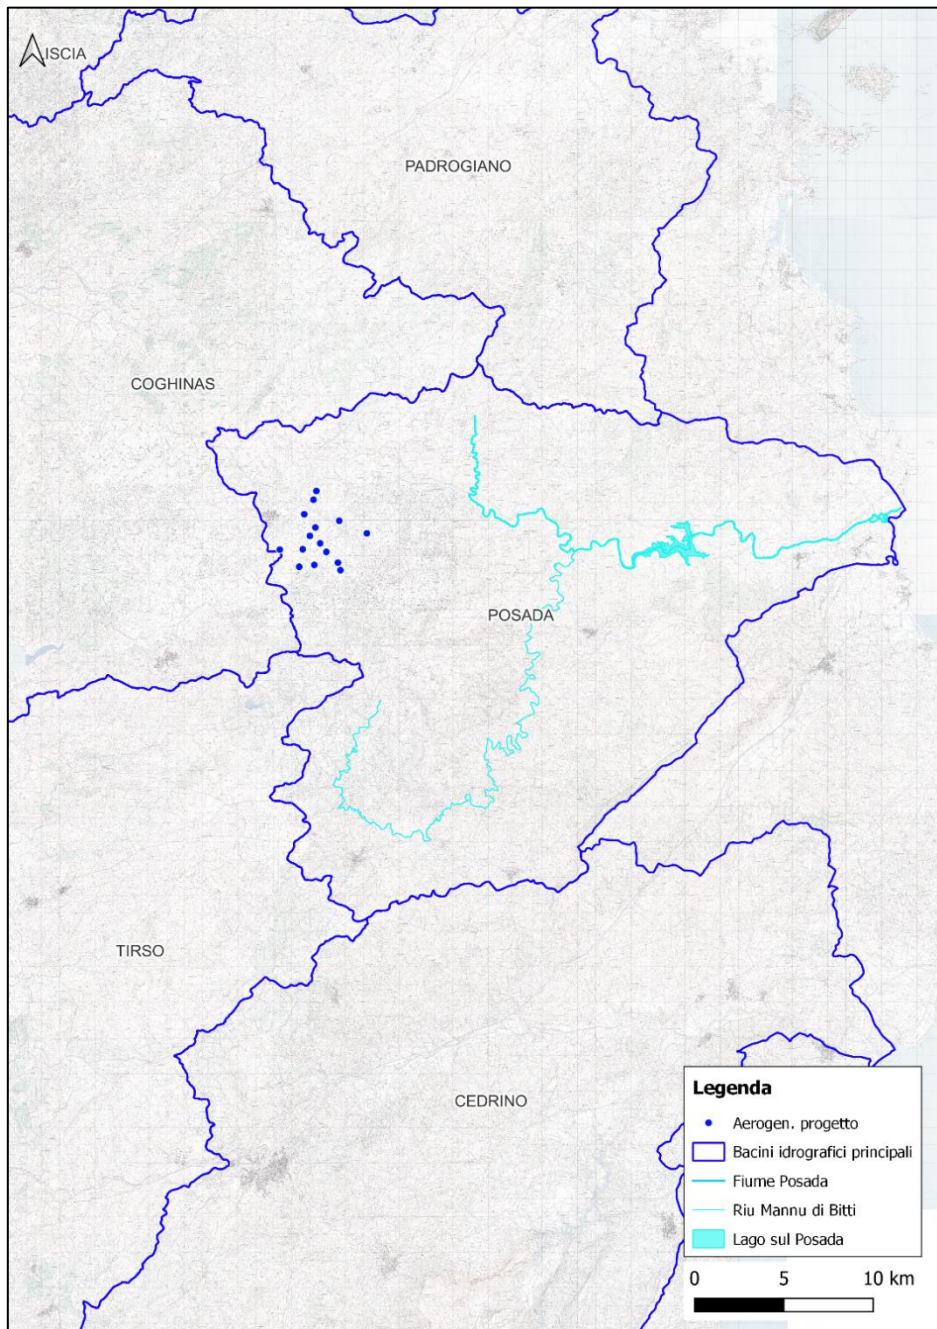 ISCIA
PADROGIANO
COGHINAS
POSADA
TIRSO
CEDRINO
Legenda
Aerogen. progetto
Bacini idrografici principali
Fiume Posada
Riu Mannu di Bitti
Lago sul Posada
0 5 10 km